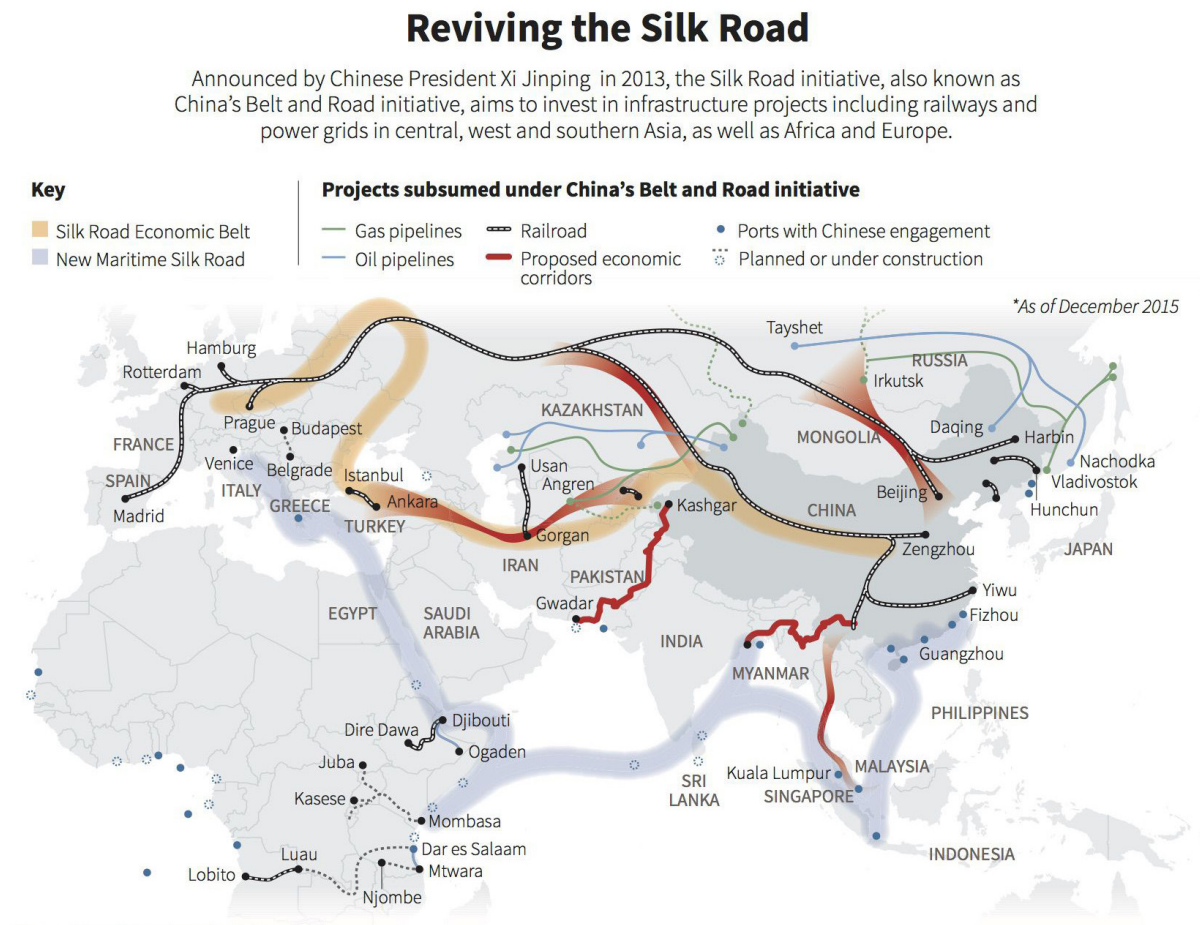 Reviving the Silk Road
Announced by Chinese President Xi Jinping in 2013, the Silk Road initiative, also known as
China's Belt and Road initiative, aims to invest in infrastructure projects including railways and
power grids in central, west and southern Asia, as well as Africa and Europe.
Key
Silk Road Economic Belt
New Maritime Silk Road
Projects subsumed under China's Belt and Road initiative
Gas pipelines
Oil pipelines
Railroad
Proposed economic
corridors
Ports with Chinese engagement
Planned or under construction
*As of December 2015
Tayshet
Hamburg
RUSSIA
Rotterdam
Irkutsk
KAZAKHSTAN
Prague
Budapest
Daqing
Harbin
MONGOLIA
FRANCE
Venice
Belgrade
Istanbul
Usan
Nachodka
SPAIN
ITALY
Angren
Vladivostok
Ankara
Beijing
GREECE
Kashgar
CHINA
Hunchun
Madrid
TURKEY
Gorgan
Zengzhou
JAPAN
IRAN
PAKISTAN
Yiwu
Gwadar
EGYPT
SAUDI
ARABIA
Fizhou
INDIA
Guangzhou
MYANMAR
PHILIPPINES
Djibouti
Dire Dawa
Ogaden
Juba
Kuala Lumpur
MALAYSIA
SRI
LANKA
SINGAPORE
Kasese
Mombasa
Dar es Salaam
INDONESIA
Luau
Lobito
Mtwara
Njombe